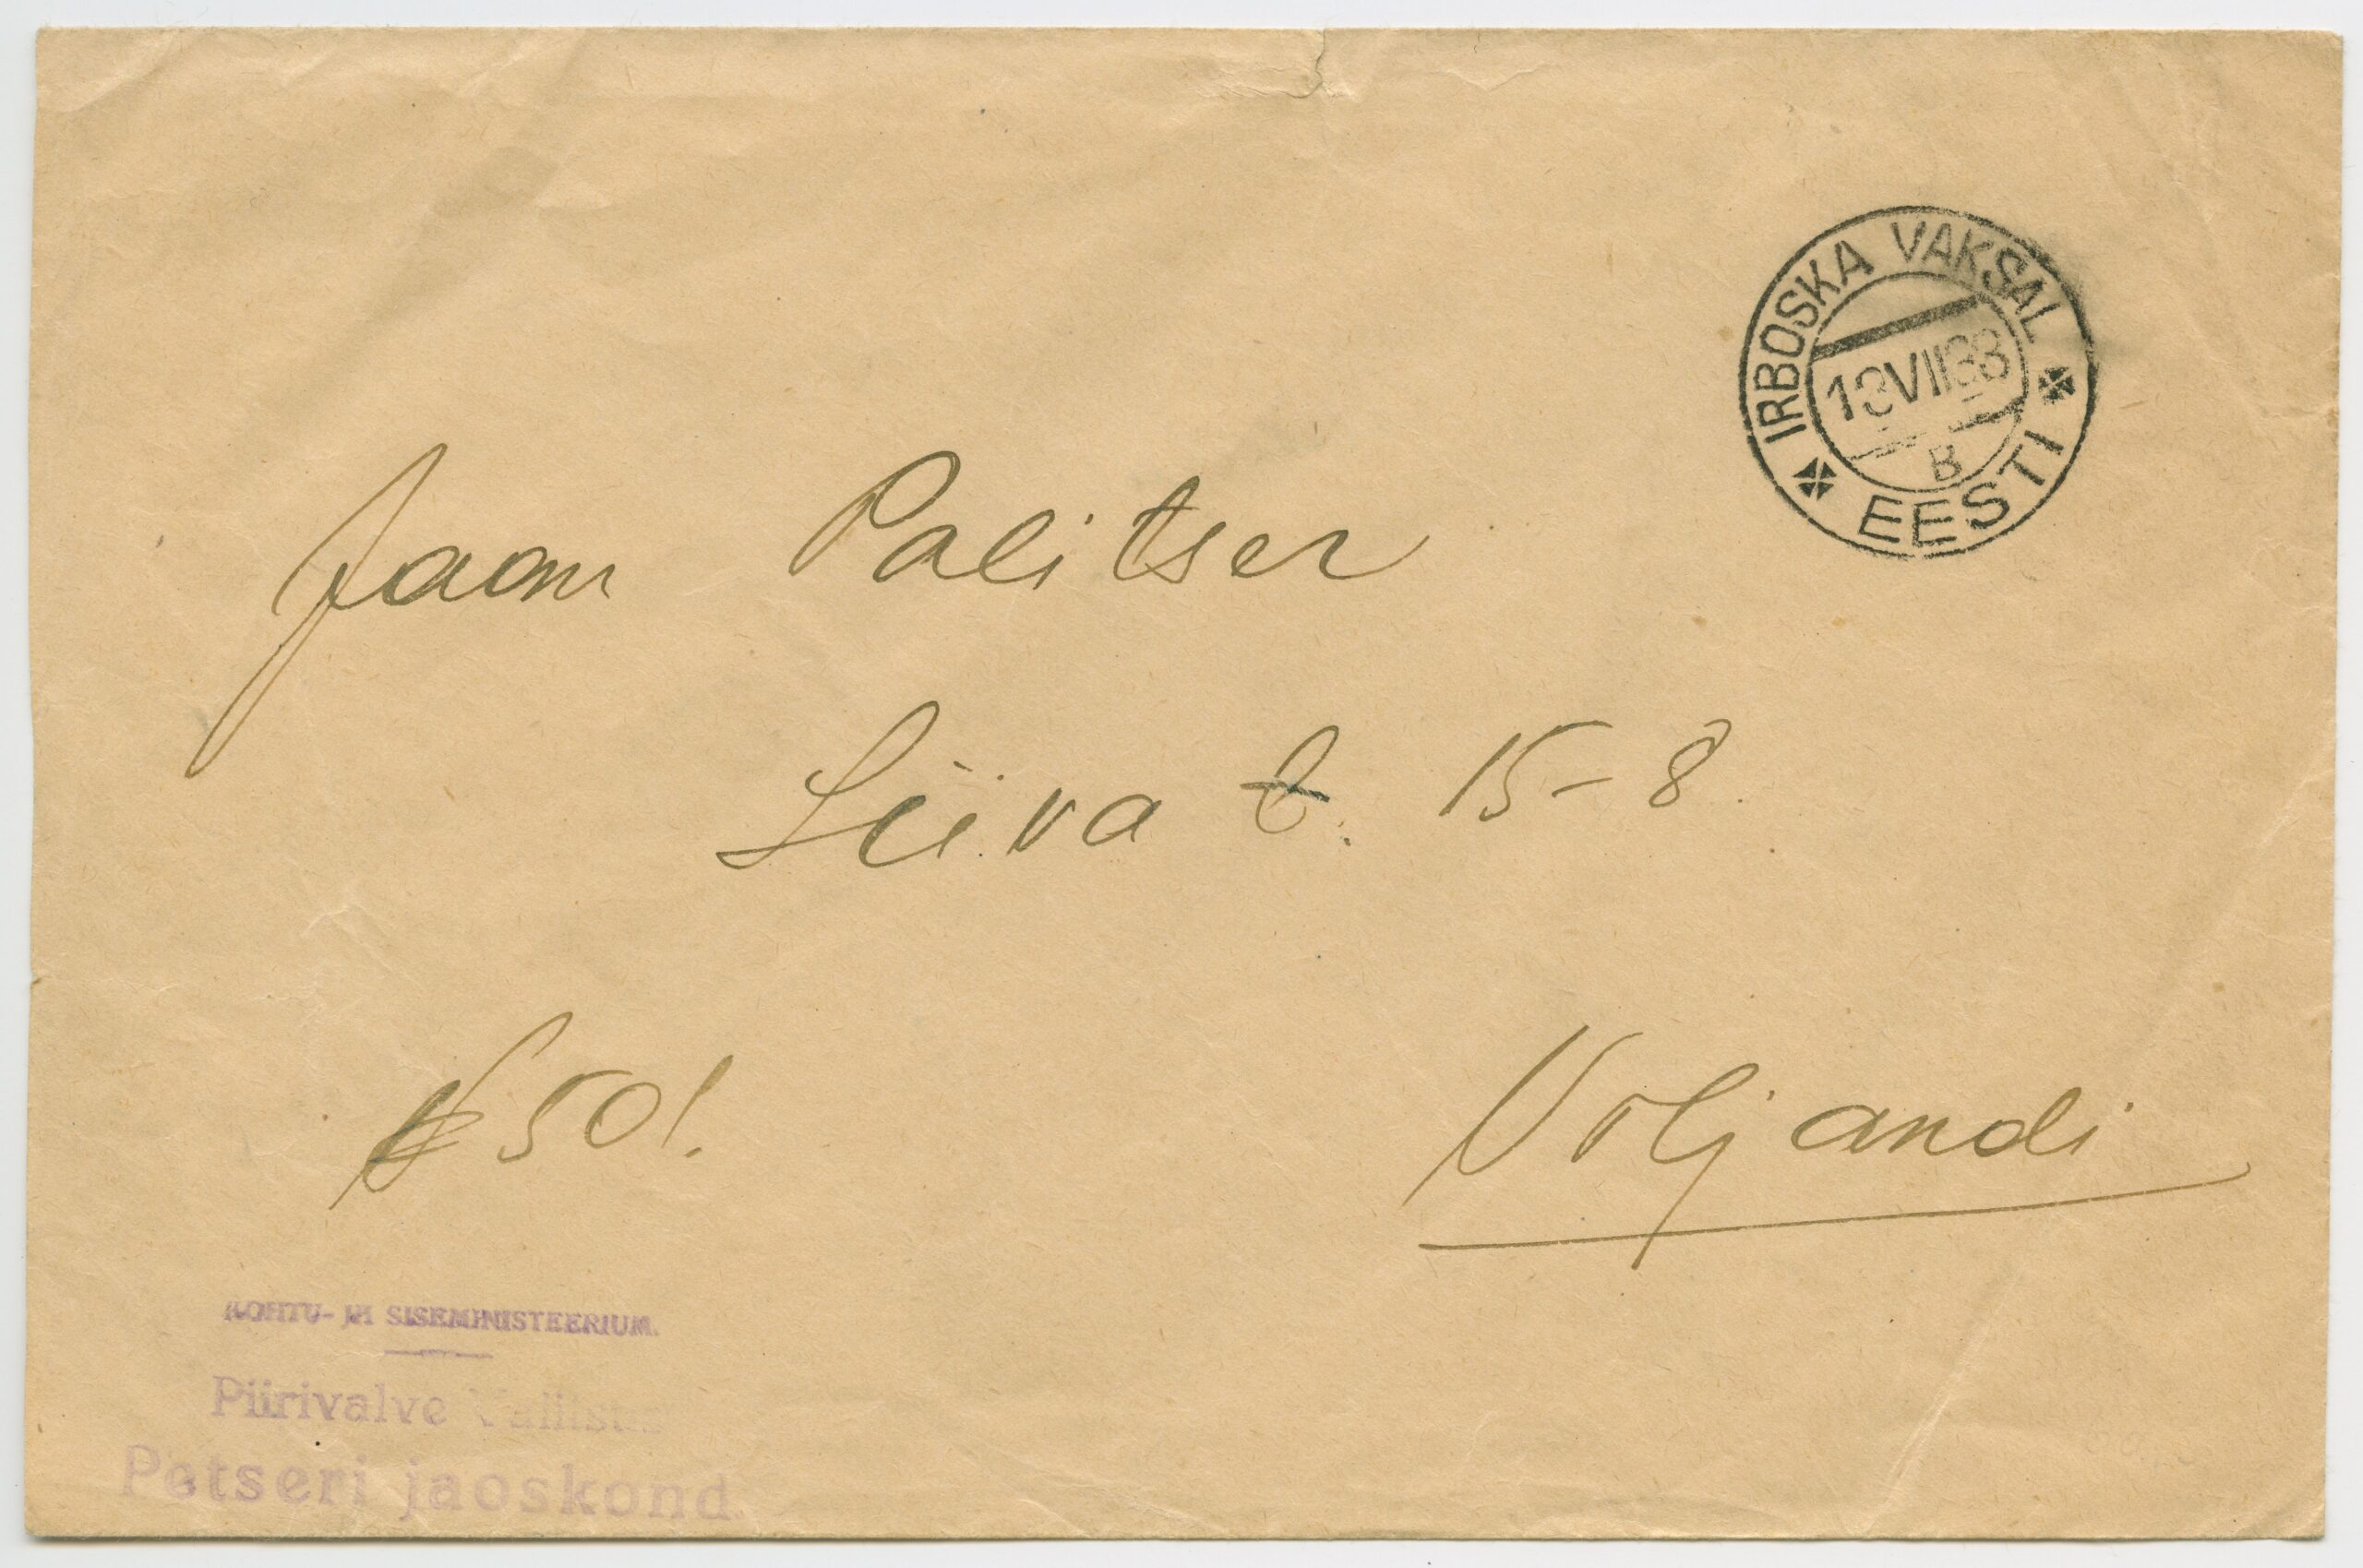 IRBOSKA VAKSAL
13 VII 38
B
EESTI
Jaan Palitser
Liiva t. 15-8.
№ 501.
Viljandi
KOHTU- JA SISEMINISTEERIUM.
Piirivalve Valitsus
Petseri jaoskond